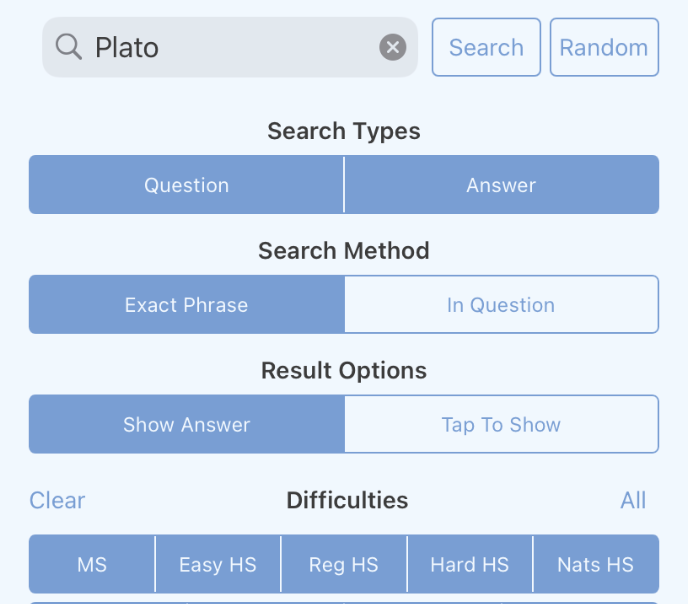 Plato Search Random
Search Types
Question Answer
Search Method
Exact Phrase In Question
Result Options
Show Answer Tap To Show
Clear Difficulties All
MS Easy HS Reg HS Hard HS Nats HS